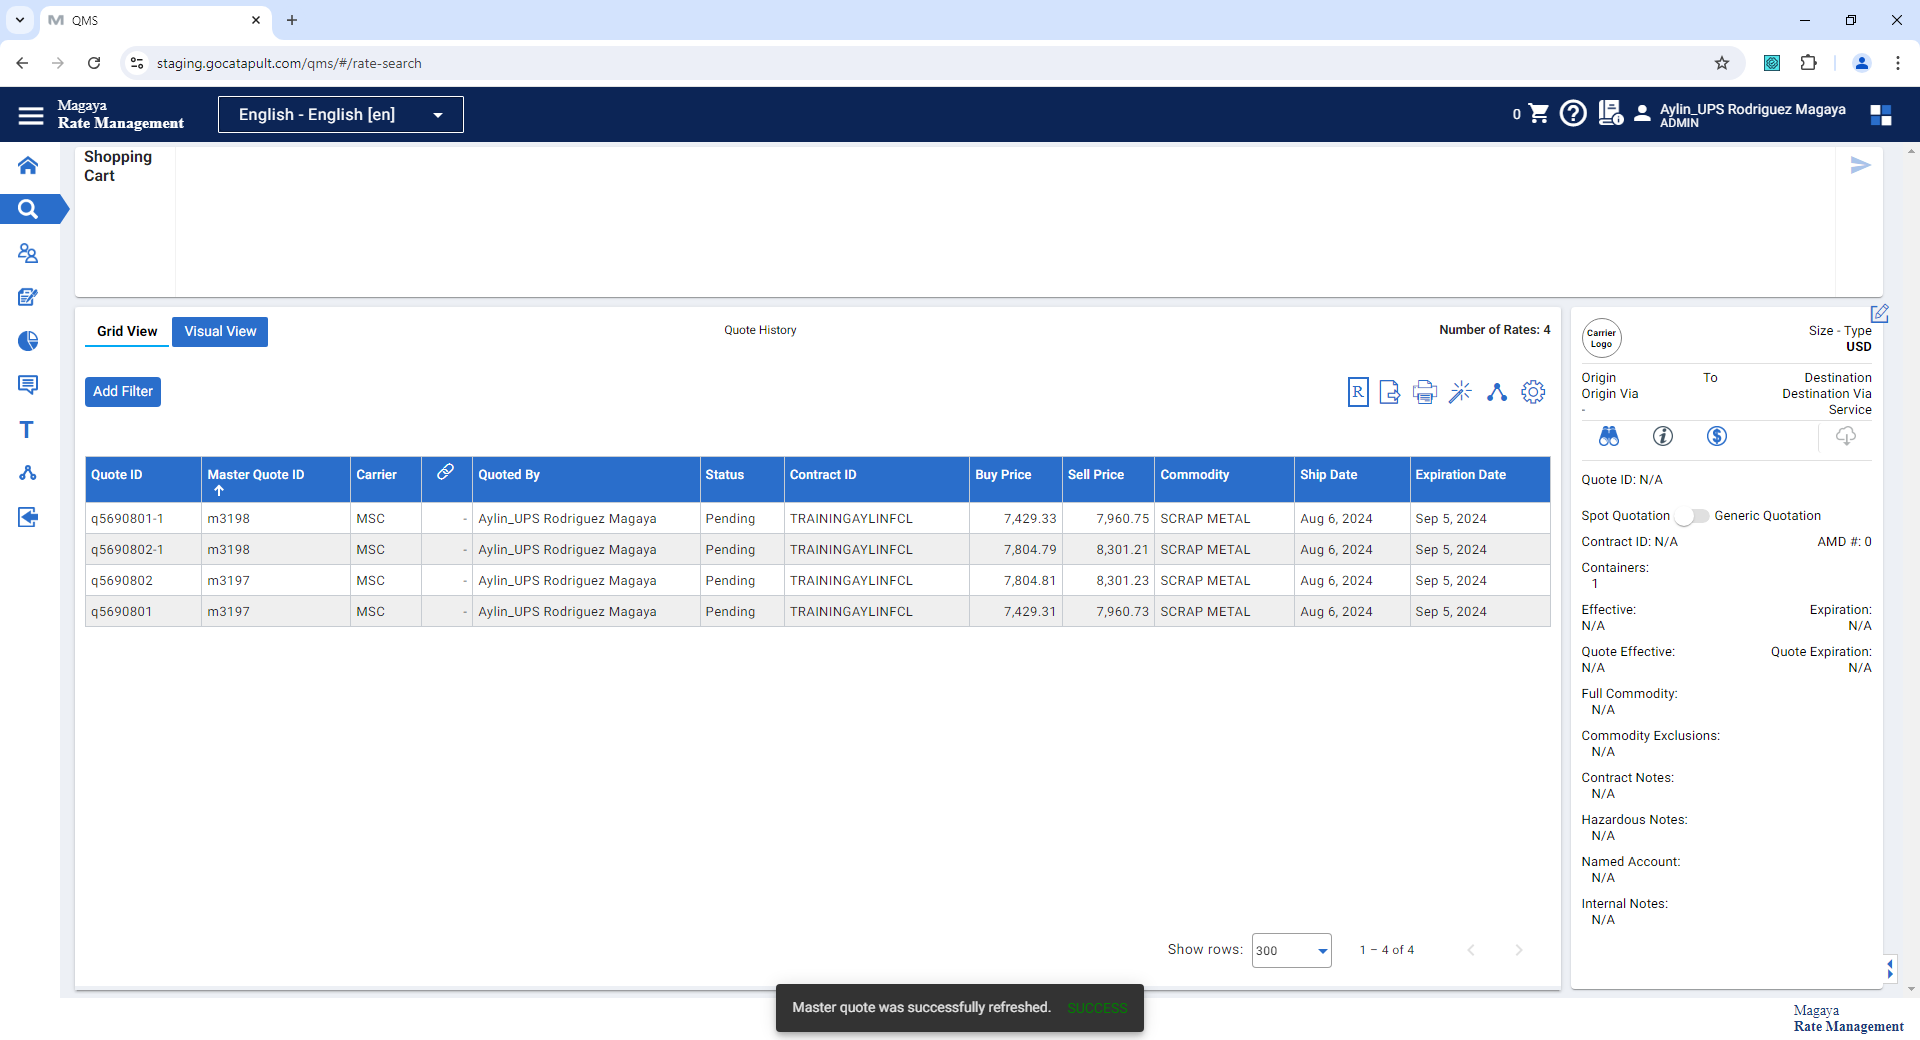 QMS
staging.gocatapult.com/qms/#/rate-search
Magaya
Rate Management
English - English [en]
0
Aylin_UPS Rodriguez Magaya
ADMIN
Shopping
Cart
Grid View
Visual View
Quote History
Number of Rates: 4
Add Filter
R
Quote ID Master Quote ID Carrier Quoted By Status Contract ID Buy Price Sell Price Commodity Ship Date Expiration Date
q5690801-1 m3198 MSC - Aylin_UPS Rodriguez Magaya Pending TRAININGAYLINFCL 7,429.33 7,960.75 SCRAP METAL Aug 6, 2024 Sep 5, 2024
q5690802-1 m3198 MSC - Aylin_UPS Rodriguez Magaya Pending TRAININGAYLINFCL 7,804.79 8,301.21 SCRAP METAL Aug 6, 2024 Sep 5, 2024
q5690802 m3197 MSC - Aylin_UPS Rodriguez Magaya Pending TRAININGAYLINFCL 7,804.81 8,301.23 SCRAP METAL Aug 6, 2024 Sep 5, 2024
q5690801 m3197 MSC - Aylin_UPS Rodriguez Magaya Pending TRAININGAYLINFCL 7,429.31 7,960.73 SCRAP METAL Aug 6, 2024 Sep 5, 2024
Show rows: 300 1 – 4 of 4
Carrier
Logo
Size - Type
USD
Origin To Destination
Origin Via Destination Via
- Service
Quote ID: N/A
Spot Quotation Generic Quotation
Contract ID: N/A AMD #: 0
Containers:
1
Effective: Expiration:
N/A N/A
Quote Effective: Quote Expiration:
N/A N/A
Full Commodity:
N/A
Commodity Exclusions:
N/A
Contract Notes:
N/A
Hazardous Notes:
N/A
Named Account:
N/A
Internal Notes:
N/A
Master quote was successfully refreshed. SUCCESS
Magaya
Rate Management